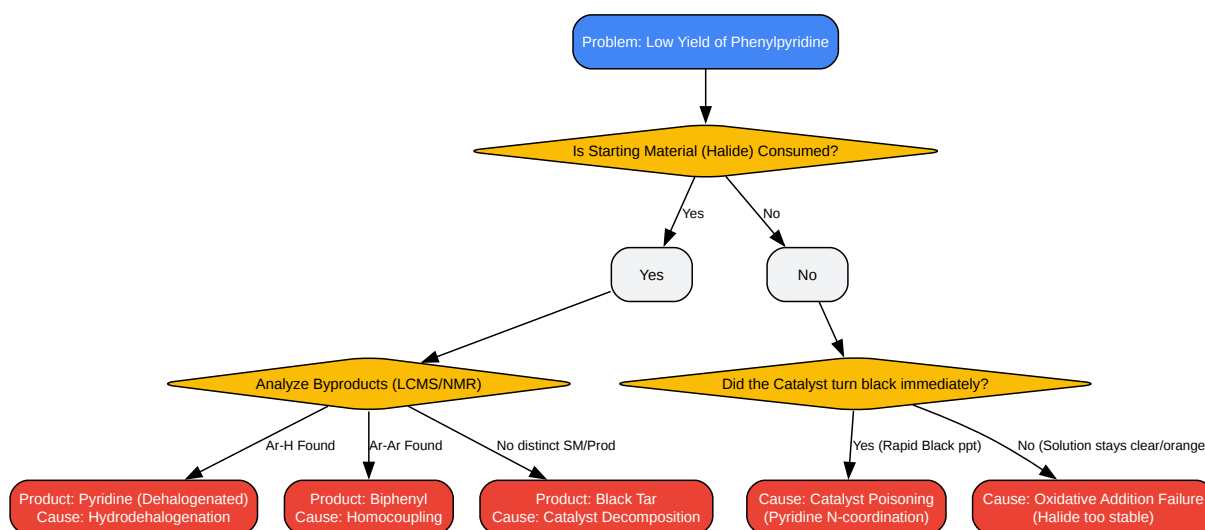 Problem: Low Yield of Phenylpyridine
Is Starting Material (Halide) Consumed?
Yes
No
Yes
No
Analyze Byproducts (LCMS/NMR)
Did the Catalyst turn black immediately?
Ar-H Found
Ar-Ar Found
No distinct SM/Prod
Yes (Rapid Black ppt)
No (Solution stays clear/orange
Product: Pyridine (Dehalogenated)
Cause: Hydrodehalogenation
Product: Biphenyl
Cause: Homocoupling
Product: Black Tar
Cause: Catalyst Decomposition
Cause: Catalyst Poisoning
(Pyridine N-coordination)
Cause: Oxidative Addition Failure
(Halide too stable)